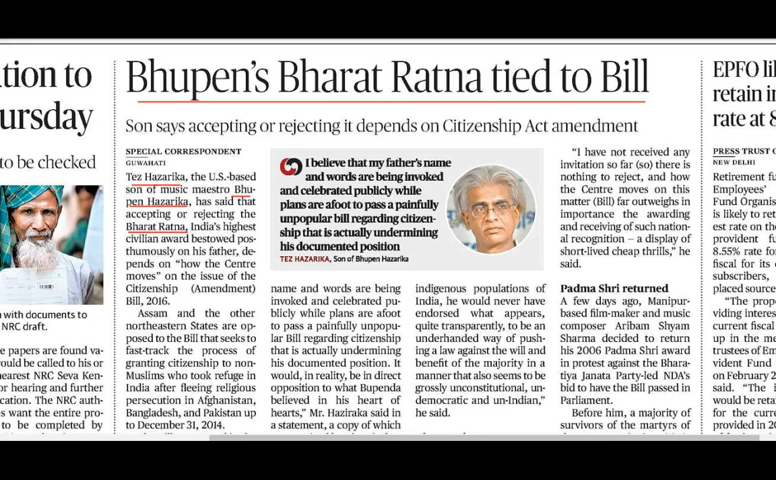 tion to
ursday
to be checked
n with documents to
NRC draft.
e papers are found va-
ould be called to his or
earest NRC Seva Ken-
or hearing and further
cation. The NRC auth-
s want the entire pro-
to be completed by
Bhupen's Bharat Ratna tied to Bill
Son says accepting or rejecting it depends on Citizenship Act amendment
SPECIAL CORRESPONDENT
GUWAHATI
Tez Hazarika, the U.S.-based
son of music maestro Bhu-
pen Hazarika, has said that
accepting or rejecting the
Bharat Ratna, India's highest
civilian award bestowed pos-
thumously on his father, de-
pends on "how the Centre
moves" on the issue of the
Citizenship (Amendment)
Bill, 2016.
Assam and the other
northeastern States are op-
posed to the Bill that seeks to
fast-track the process of
granting citizenship to non-
Muslims who took refuge in
India after fleeing religious
persecution in Afghanistan,
Bangladesh, and Pakistan up
to December 31, 2014.
I believe that my father's name
and words are being invoked
and celebrated publicly while
plans are afoot to pass a painfully
unpopular bill regarding citizen-
ship that is actually undermining
his documented position
TEZ HAZARIKA, Son of Bhupen Hazarika
name and words are being
invoked and celebrated pu-
blicly while plans are afoot
to pass a painfully unpopu-
lar Bill regarding citizenship
that is actually undermining
his documented position. It
would, in reality, be in direct
opposition to what Bupenda
believed in his heart of
hearts," Mr. Haziraka said in
a statement, a copy of which
indigenous populations of
India, he would never have
endorsed what appears,
quite transparently, to be an
underhanded way of push-
ing a law against the will and
benefit of the majority in a
manner that also seems to be
grossly unconstitutional, un-
democratic and un-Indian,"
he said.
"I have not received any
invitation so far (so) there is
nothing to reject, and how
the Centre moves on this
matter (Bill) far outweighs in
importance the awarding
and receiving of such nation-
al recognition – a display of
short-lived cheap thrills," he
said.
Padma Shri returned
A few days ago, Manipur-
based film-maker and music
composer Aribam Shyam
Sharma decided to return
his 2006 Padma Shri award
in protest against the Bhara-
tiya Janata Party-led NDA's
bid to have the Bill passed in
Parliament.
Before him, a majority of
survivors of the martyrs of
EPFO lik
retain in
rate at 8
PRESS TRUST O
NEW DELHI
Retirement fu
Employees'
Fund Organis
is likely to ret
est rate on the
provident fu
8.55% rate for
fiscal for its
subscribers,
placed source
"The prop
viding interes
current fiscal
up in the me
trustees of Em
vident Fund
on February 2
said. "The i
would be reta
for the curre
provided in 20